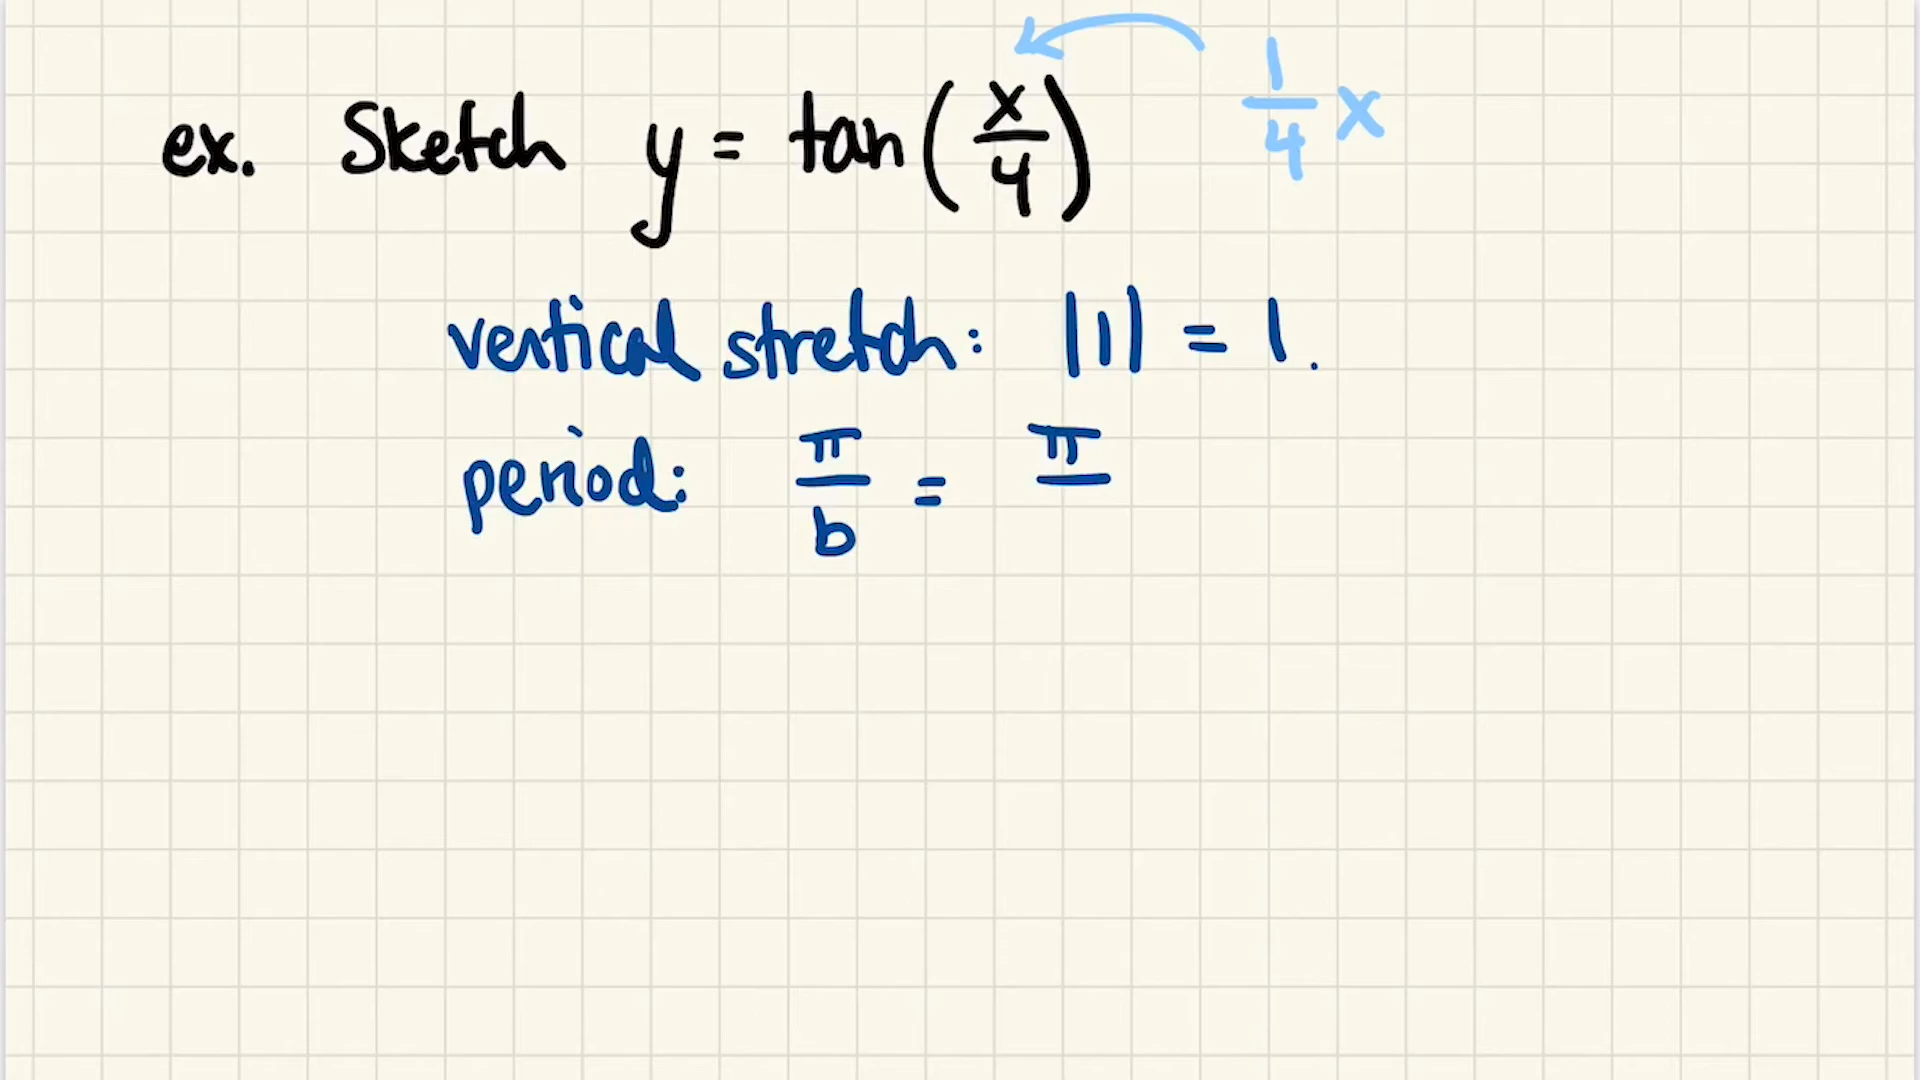 ex. Sketch y = tan(x/4) 1/4 x
vertical stretch: |1| = 1.
period: π/b = π/